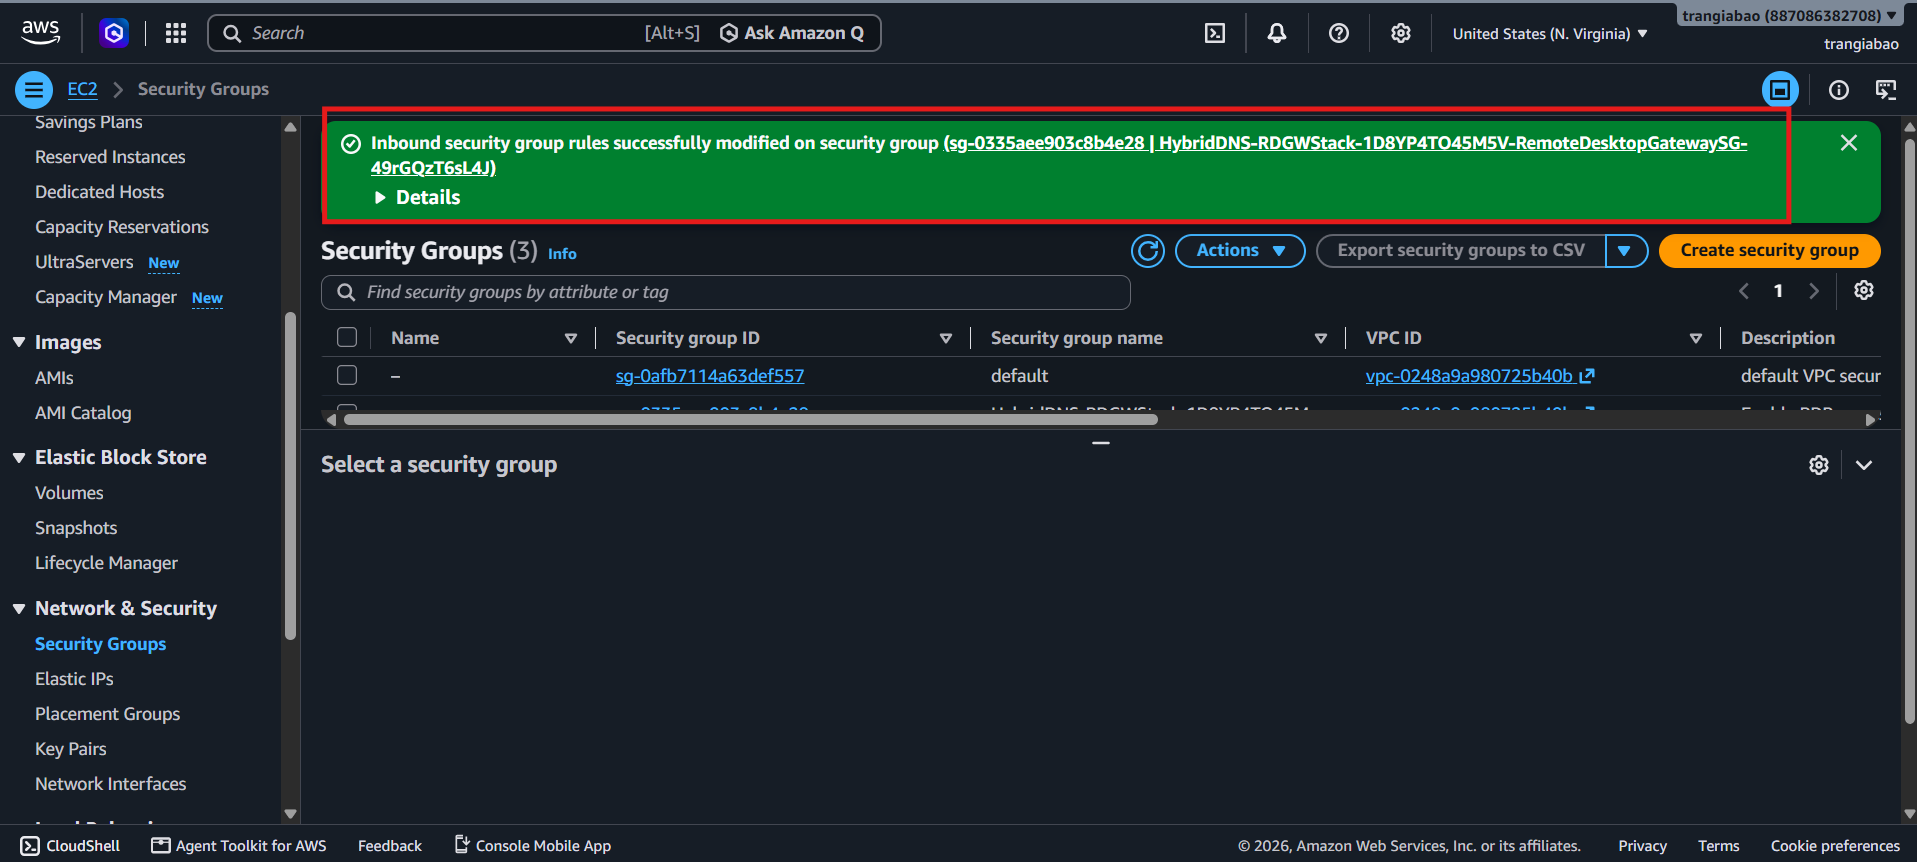 aws
Search
[Alt+S]
Ask Amazon Q
United States (N. Virginia)
trangiabao (887086382708)
trangiabao
EC2
Security Groups
Savings Plans
Reserved Instances
Dedicated Hosts
Capacity Reservations
UltraServers New
Capacity Manager New
Images
AMIs
AMI Catalog
Elastic Block Store
Volumes
Snapshots
Lifecycle Manager
Network & Security
Security Groups
Elastic IPs
Placement Groups
Key Pairs
Network Interfaces
Inbound security group rules successfully modified on security group (sg-0335aee903c8b4e28 | HybridDNS-RDGWStack-1D8YP4TO45M5V-RemoteDesktopGatewaySG-
49rGQzT6sL4J)
Details
Security Groups (3) Info
Actions
Export security groups to CSV
Create security group
Find security groups by attribute or tag
1
Name Security group ID Security group name VPC ID Description
– sg-0afb7114a63def557 default vpc-0248a9a980725b40b default VPC secur
Select a security group
CloudShell
Agent Toolkit for AWS
Feedback
Console Mobile App
© 2026, Amazon Web Services, Inc. or its affiliates.
Privacy
Terms
Cookie preferences